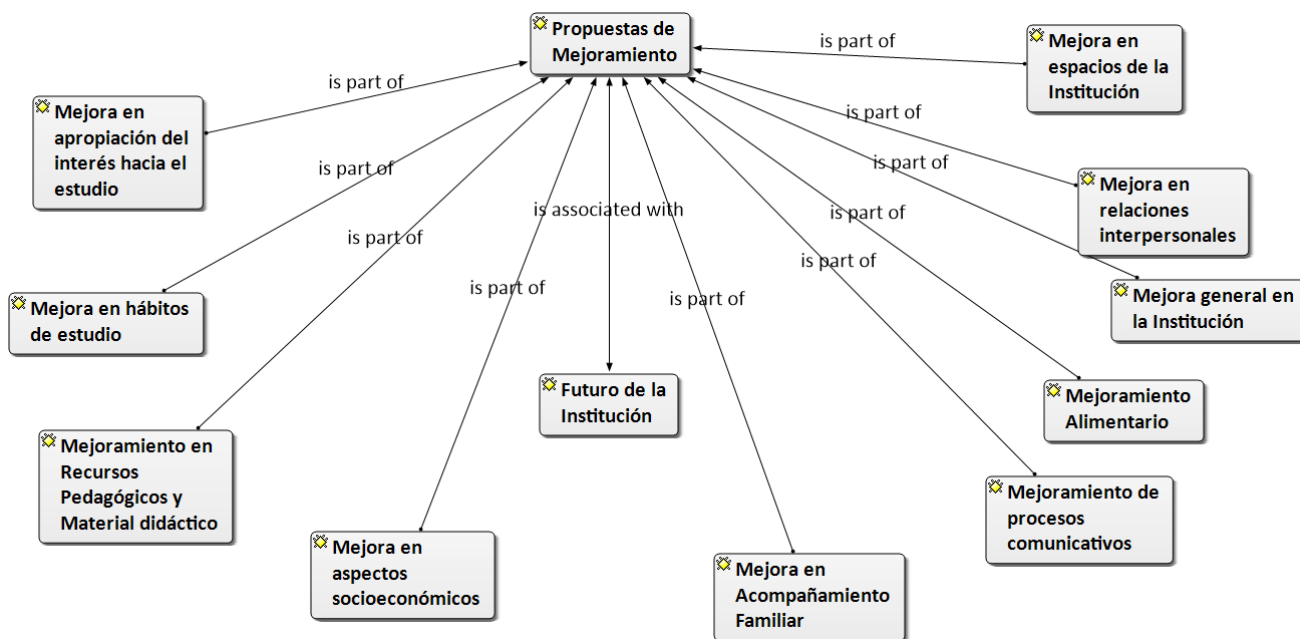 Propuestas de
Mejoramiento
is part of
Mejora en
espacios de la
Institución
is part of
Mejora en
apropiación del
interés hacia el
estudio
is part of
is part of
is part of
Mejora en
relaciones
interpersonales
is associated with
is part of
is part of
is part of
is part of
is part of
Mejora general en
la Institución
Mejora en hábitos
de estudio
Futuro de la
Institución
Mejoramiento
Alimentario
Mejoramiento en
Recursos
Pedagógicos y
Material didáctico
Mejoramiento de
procesos
comunicativos
Mejora en
aspectos
socioeconómicos
Mejora en
Acompañamiento
Familiar